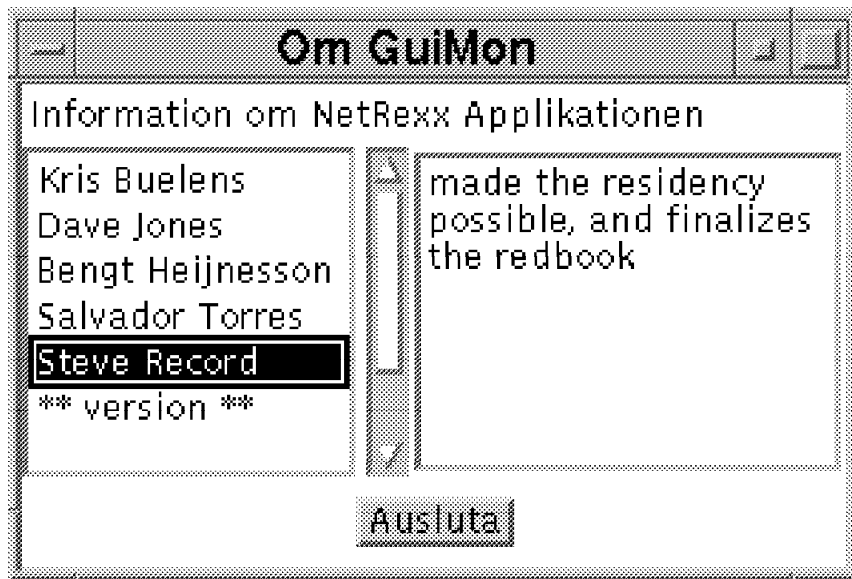 Om GuiMon
Information om NetRexx Applikationen
Kris Buelens
Dave Jones
Bengt Heijnesson
Salvador Torres
Steve Record
** version **
made the residency
possible, and finalizes
the redbook
Ausluta